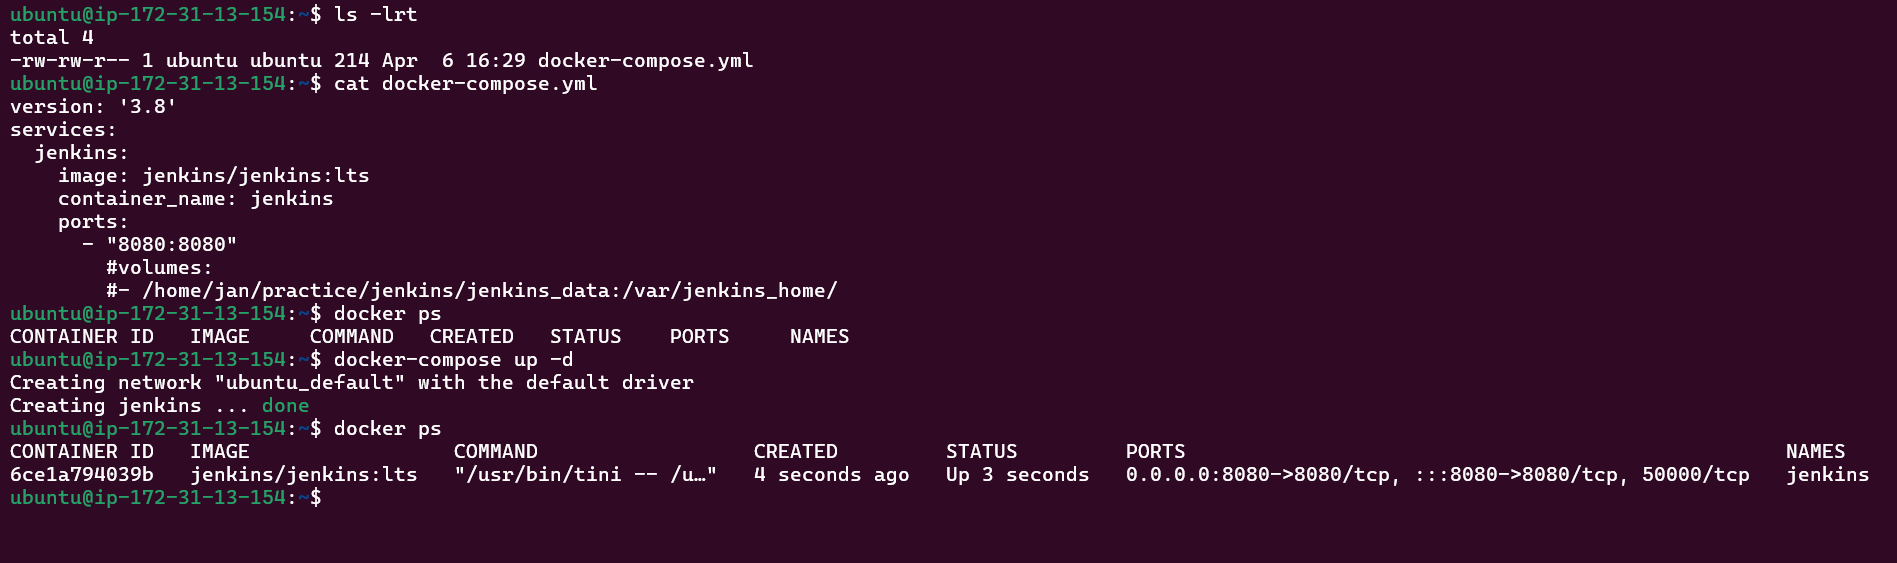 ubuntu@ip-172-31-13-154:~$ ls -lrt
total 4
-rw-rw-r-- 1 ubuntu ubuntu 214 Apr  6 16:29 docker-compose.yml
ubuntu@ip-172-31-13-154:~$ cat docker-compose.yml
version: '3.8'
services:
  jenkins:
    image: jenkins/jenkins:lts
    container_name: jenkins
    ports:
      - "8080:8080"
        #volumes:
        #- /home/jan/practice/jenkins/jenkins_data:/var/jenkins_home/
ubuntu@ip-172-31-13-154:~$ docker ps
CONTAINER ID   IMAGE     COMMAND   CREATED   STATUS    PORTS     NAMES
ubuntu@ip-172-31-13-154:~$ docker-compose up -d
Creating network "ubuntu_default" with the default driver
Creating jenkins ... done
ubuntu@ip-172-31-13-154:~$ docker ps
CONTAINER ID   IMAGE                 COMMAND                  CREATED         STATUS         PORTS                                                  NAMES
6ce1a794039b   jenkins/jenkins:lts   "/usr/bin/tini -- /u…"   4 seconds ago   Up 3 seconds   0.0.0.0:8080->8080/tcp, :::8080->8080/tcp, 50000/tcp   jenkins
ubuntu@ip-172-31-13-154:~$